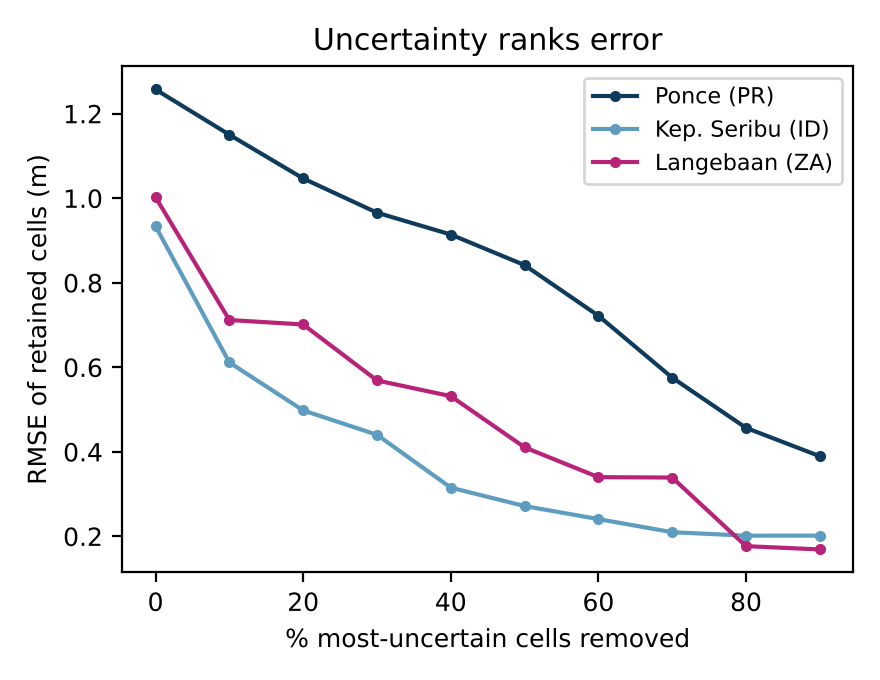 Uncertainty ranks error
Ponce (PR)
Kep. Seribu (ID)
Langebaan (ZA)
RMSE of retained cells (m)
1.2
1.0
0.8
0.6
0.4
0.2
0 20 40 60 80
% most-uncertain cells removed